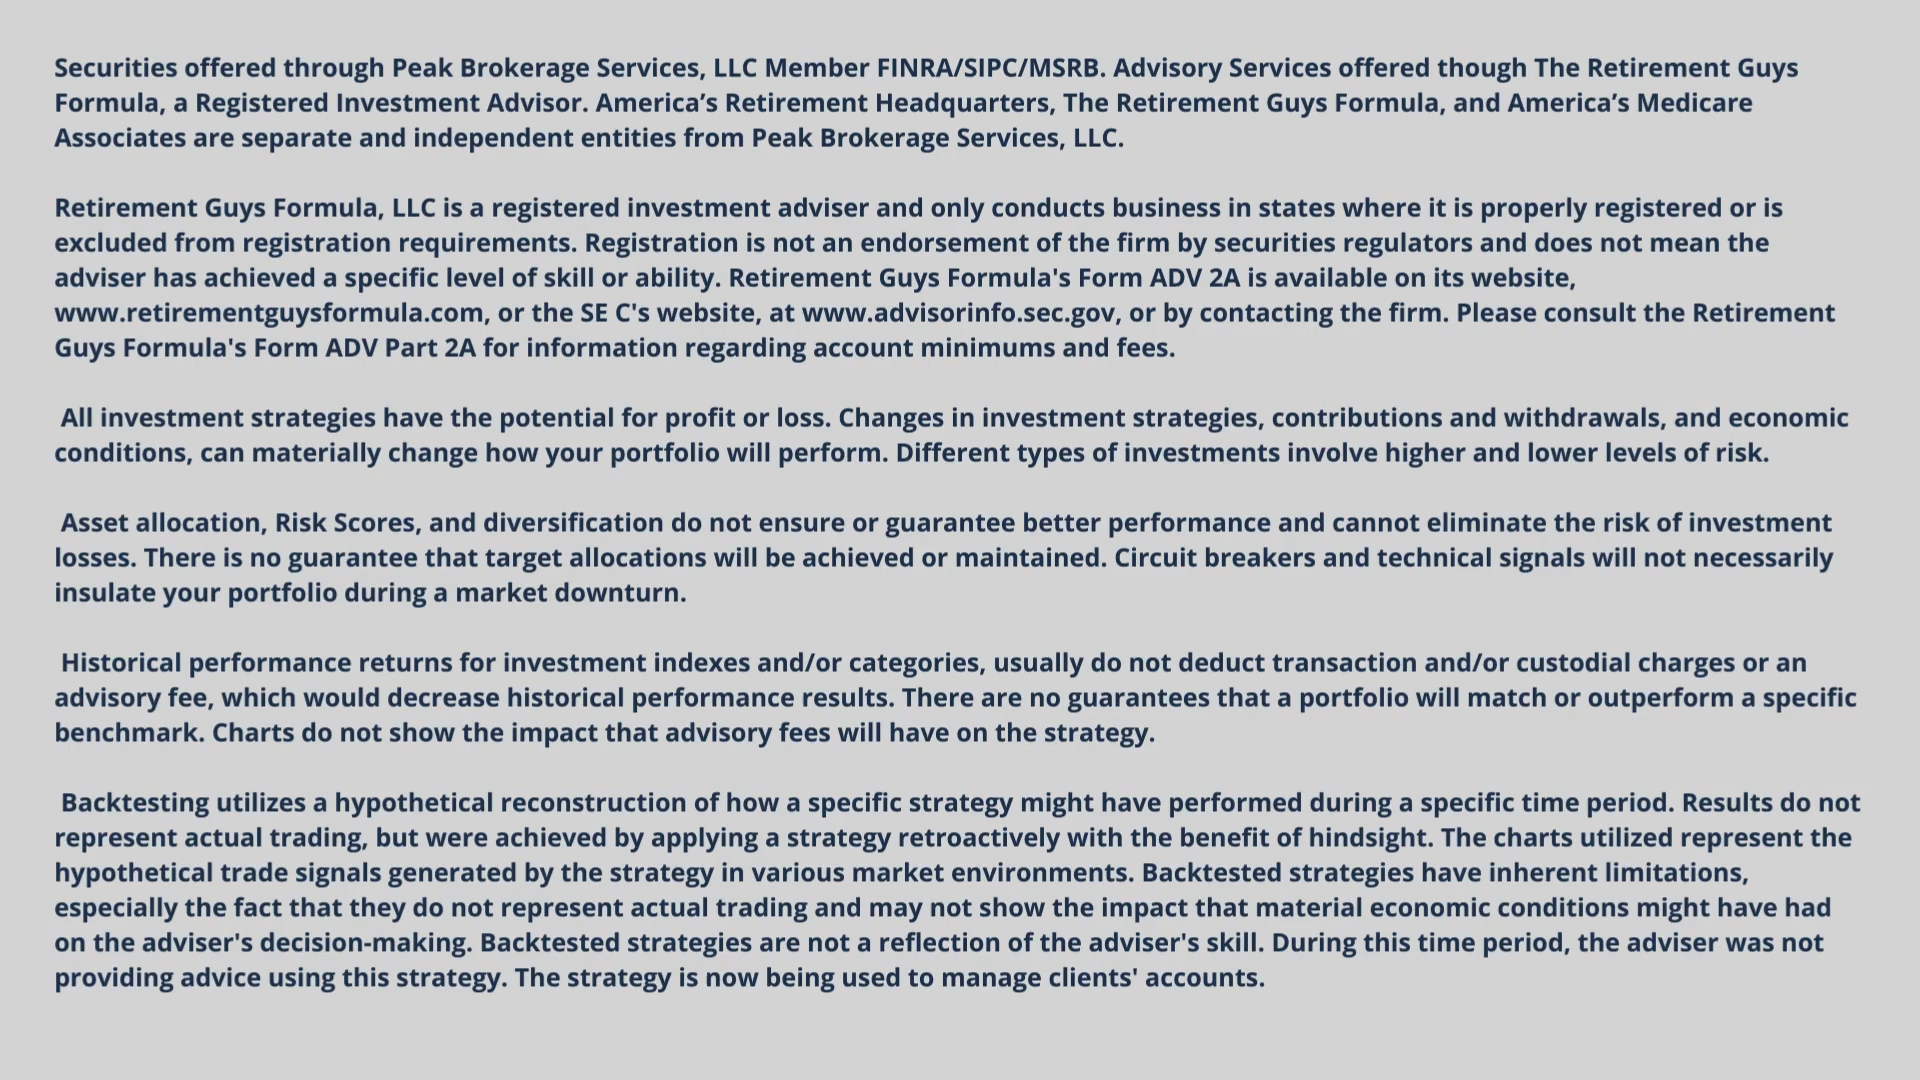 Securities offered through Peak Brokerage Services, LLC Member FINRA/SIPC/MSRB. Advisory Services offered though The Retirement Guys
Formula, a Registered Investment Advisor. America’s Retirement Headquarters, The Retirement Guys Formula, and America’s Medicare
Associates are separate and independent entities from Peak Brokerage Services, LLC.
Retirement Guys Formula, LLC is a registered investment adviser and only conducts business in states where it is properly registered or is
excluded from registration requirements. Registration is not an endorsement of the firm by securities regulators and does not mean the
adviser has achieved a specific level of skill or ability. Retirement Guys Formula's Form ADV 2A is available on its website,
www.retirementguysformula.com, or the SE C's website, at www.advisorinfo.sec.gov, or by contacting the firm. Please consult the Retirement
Guys Formula's Form ADV Part 2A for information regarding account minimums and fees.
All investment strategies have the potential for profit or loss. Changes in investment strategies, contributions and withdrawals, and economic
conditions, can materially change how your portfolio will perform. Different types of investments involve higher and lower levels of risk.
Asset allocation, Risk Scores, and diversification do not ensure or guarantee better performance and cannot eliminate the risk of investment
losses. There is no guarantee that target allocations will be achieved or maintained. Circuit breakers and technical signals will not necessarily
insulate your portfolio during a market downturn.
Historical performance returns for investment indexes and/or categories, usually do not deduct transaction and/or custodial charges or an
advisory fee, which would decrease historical performance results. There are no guarantees that a portfolio will match or outperform a specific
benchmark. Charts do not show the impact that advisory fees will have on the strategy.
Backtesting utilizes a hypothetical reconstruction of how a specific strategy might have performed during a specific time period. Results do not
represent actual trading, but were achieved by applying a strategy retroactively with the benefit of hindsight. The charts utilized represent the
hypothetical trade signals generated by the strategy in various market environments. Backtested strategies have inherent limitations,
especially the fact that they do not represent actual trading and may not show the impact that material economic conditions might have had
on the adviser's decision-making. Backtested strategies are not a reflection of the adviser's skill. During this time period, the adviser was not
providing advice using this strategy. The strategy is now being used to manage clients' accounts.